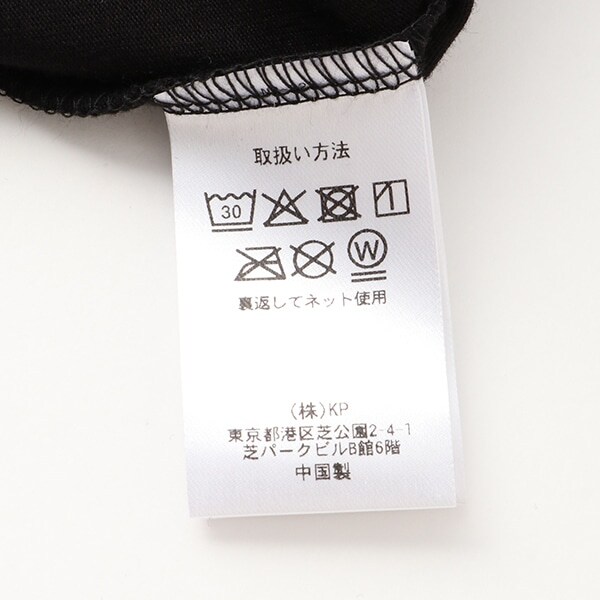 取扱い方法
30
W
裏返してネット使用
(株)KP
東京都港区芝公園2-4-1
芝パークビルB館6階
中国製